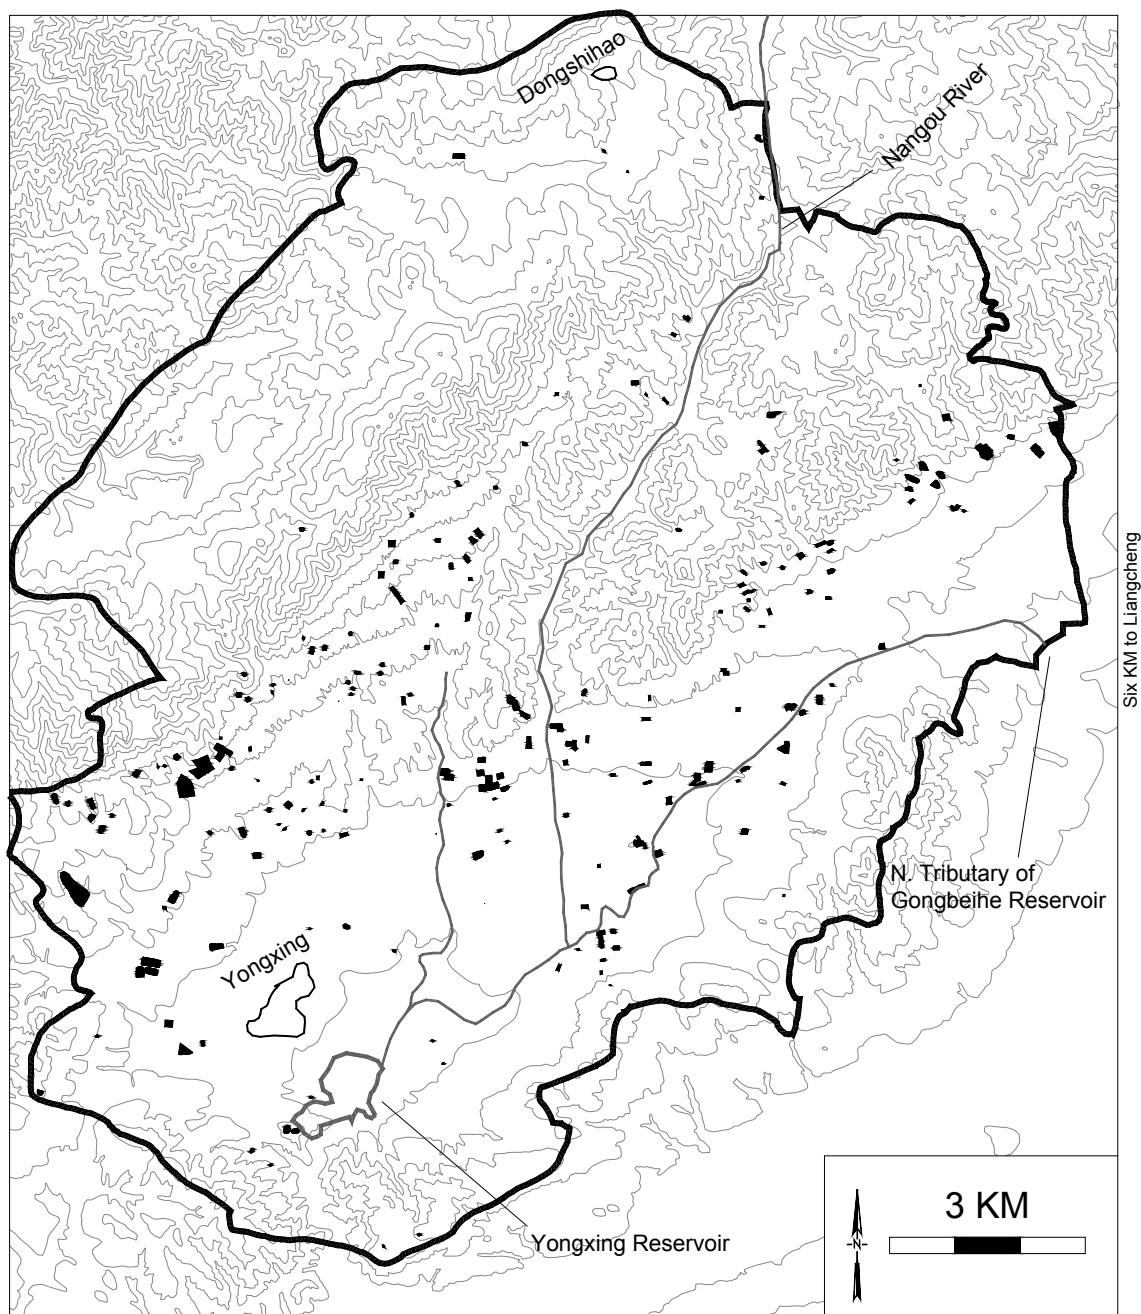 Dongshihao
Nangou River
Six KM to Liangcheng
N. Tributary of
Gongbeihe Reservoir
Yongxing
3 KM
N
Yongxing Reservoir